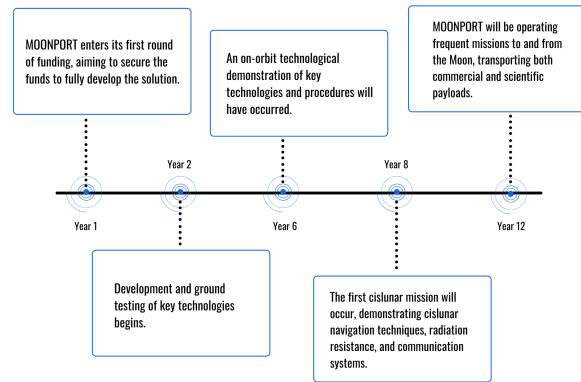 MOONPORT enters its first round
of funding, aiming to secure the
funds to fully develop the solution.
An on-orbit technological
demonstration of key
technologies and procedures will
have occurred.
MOONPORT will be operating
frequent missions to and from
the Moon, transporting both
commercial and scientific
payloads.
Year 2
Year 8
Year 1
Year 6
Year 12
Development and ground
testing of key technologies
begins.
The first cislunar mission will
occur, demonstrating cislunar
navigation techniques, radiation
resistance, and communication
systems.